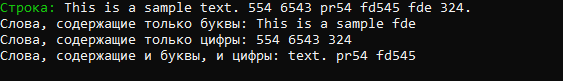 Строка: This is a sample text. 554 6543 pr54 fd545 fde 324.
Слова, содержащие только буквы: This is a sample fde
Слова, содержащие только цифры: 554 6543 324
Слова, содержащие и буквы, и цифры: text. pr54 fd545